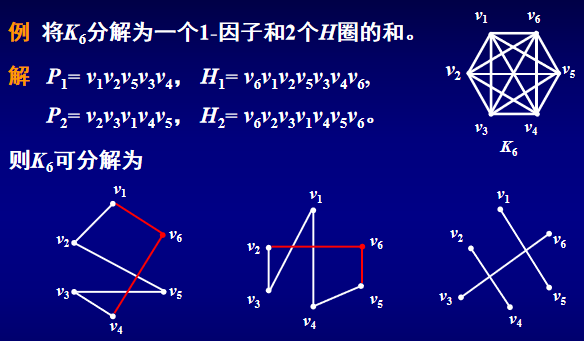 例 将K₆分解为一个1-因子和2个H圈的和。
解 P₁= v₁v₂v₅v₃v₄， H₁= v₆v₁v₂v₅v₃v₄v₆,
P₂= v₂v₃v₁v₄v₅， H₂= v₆v₂v₃v₁v₄v₅v₆。
则K₆可分解为
v₁ v₆
v₂ v₅
v₃ v₄
K₆
v₁
v₂ v₆
v₃ v₅
v₄
v₁
v₂ v₆
v₃ v₅
v₄
v₁
v₂ v₆
v₃ v₅
v₄